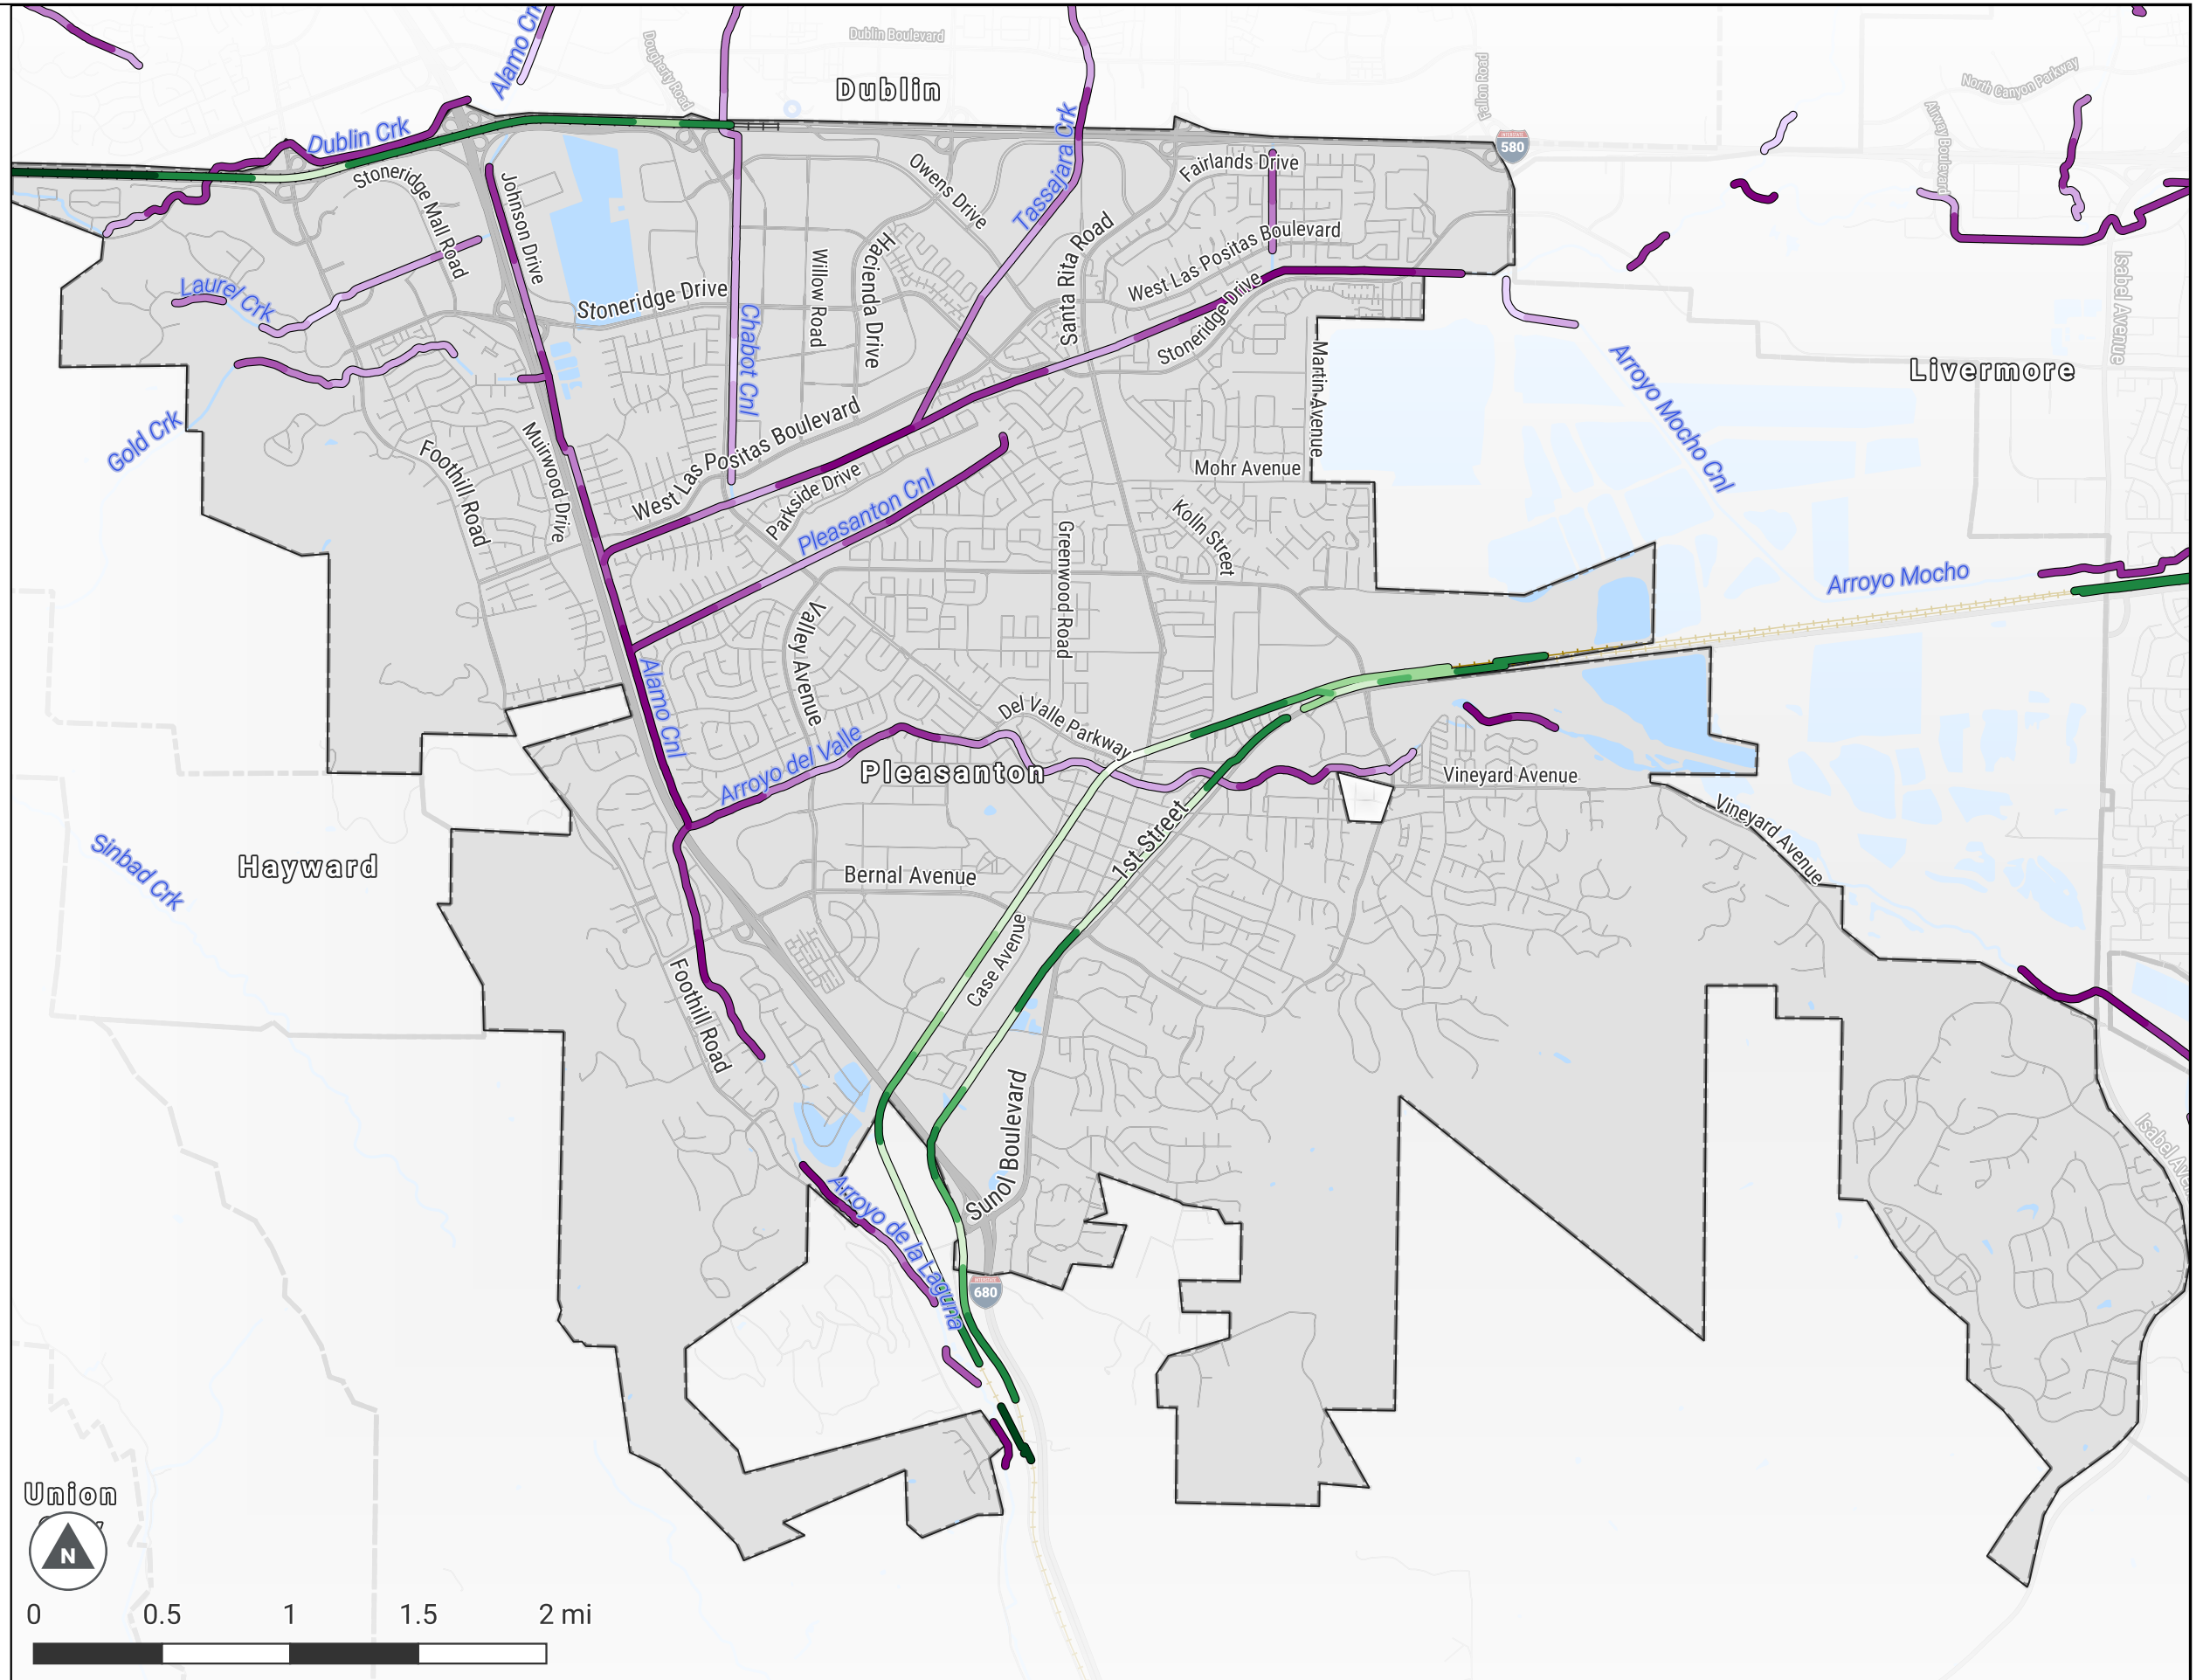 Alamo Crk
Dougherty Road
Dublin Boulevard
Dublin
Fallon Road
North Canyon Parkway
Airway Boulevard
Dublin Crk
Tassajara Crk
580
Stoneridge Mall Road
Johnson Drive
Owens Drive
Fairlands Drive
Santa Rita Road
West Las Positas Boulevard
Willow Road
Hacienda Drive
Laurel Crk
Stoneridge Drive
Stoneridge Drive
Chabot Cnl
Martin Avenue
Isabel Avenue
Livermore
Arroyo Mocho Cnl
Gold Crk
Foothill Road
Muirwood Drive
West Las Positas Boulevard
Parkside Drive
Pleasanton Cnl
Mohr Avenue
Kolln Street
Greenwood Road
Arroyo Mocho
Valley Avenue
Alamo Cnl
Arroyo del Valle
Del Valle Parkway
Pleasanton
Vineyard Avenue
Vineyard Avenue
Hayward
Sinbad Crk
1st Street
Bernal Avenue
Case Avenue
Foothill Road
Sunol Boulevard
Arroyo de la Laguna
680
Union
N
0 0.5 1 1.5 2 mi